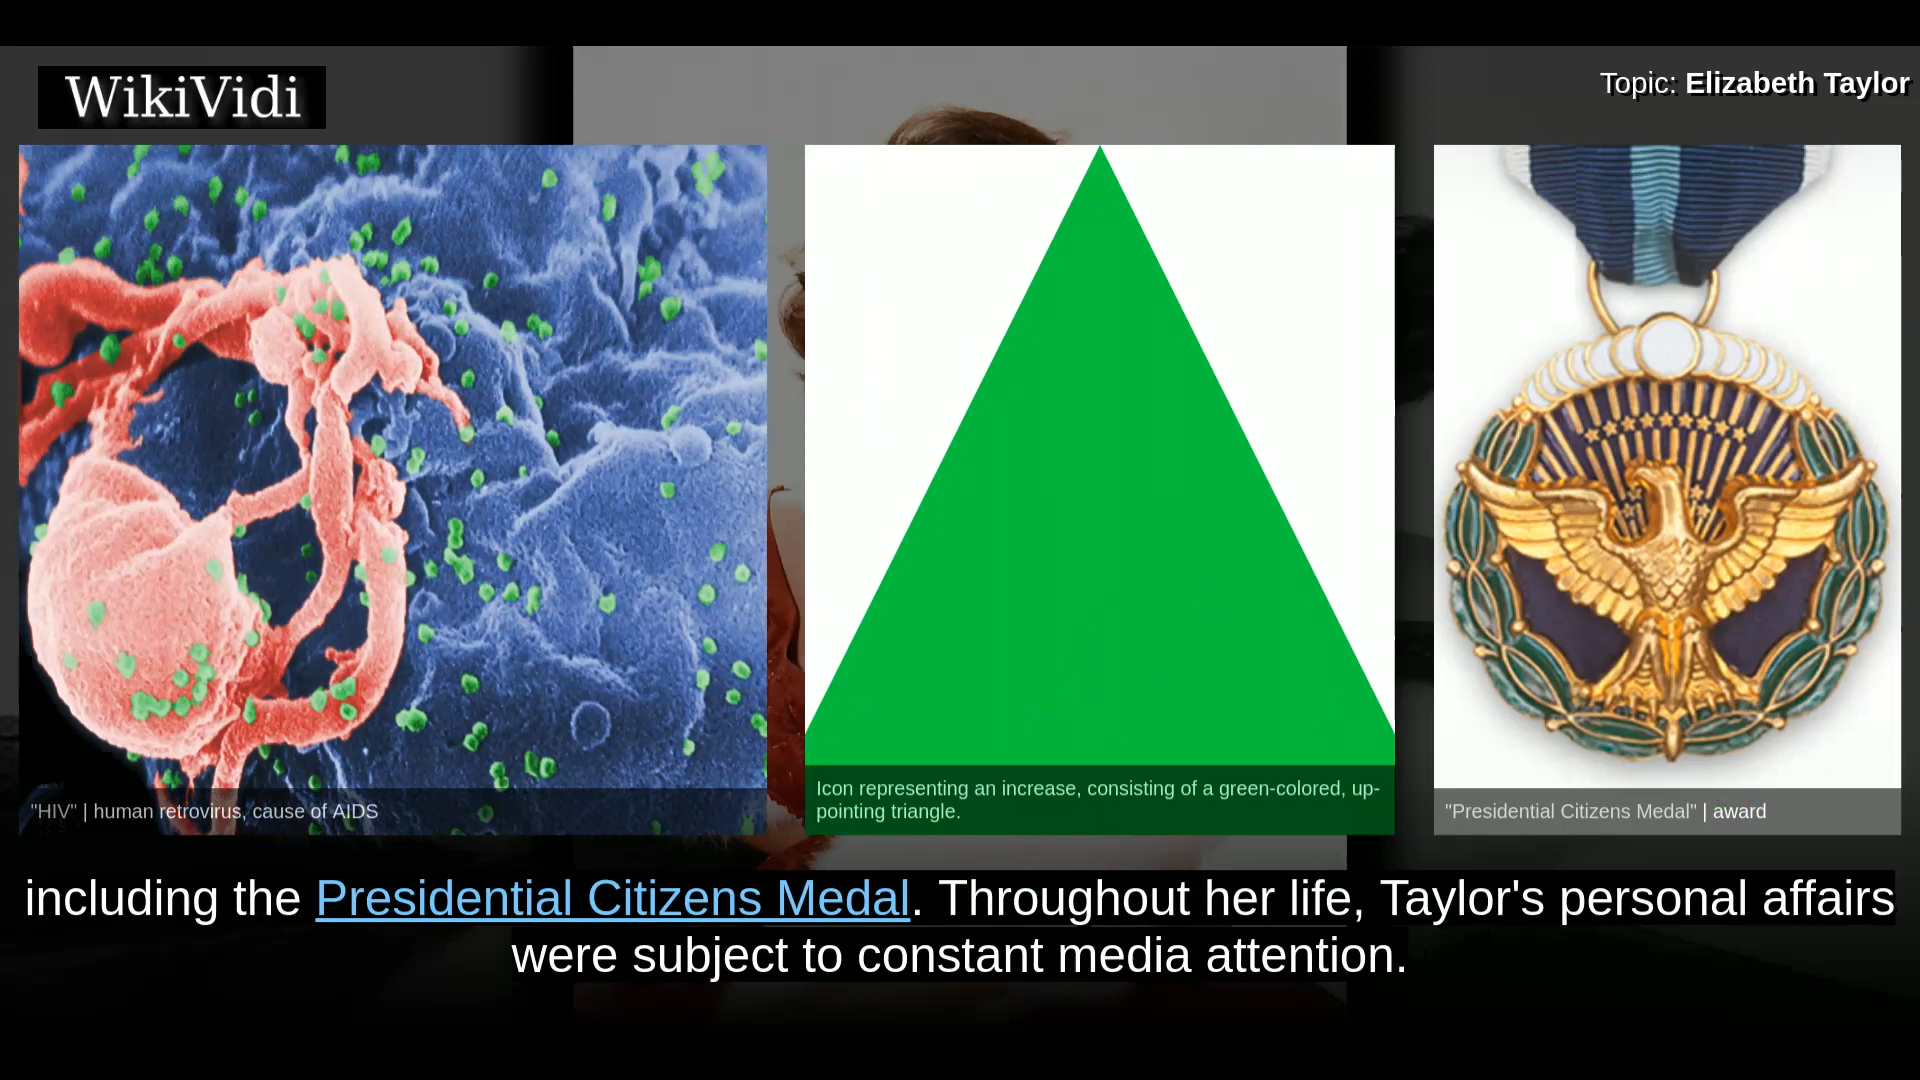 WikiVidi
Topic: Elizabeth Taylor
"HIV" | human retrovirus, cause of AIDS
Icon representing an increase, consisting of a green-colored, up-
pointing triangle.
"Presidential Citizens Medal" | award
including the Presidential Citizens Medal. Throughout her life, Taylor's personal affairs
were subject to constant media attention.